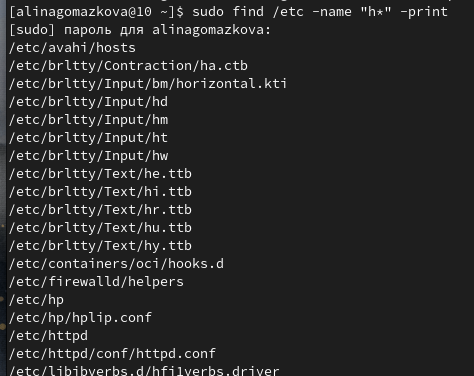 [alinagomazkova@10 ~]$ sudo find /etc -name "h*" -print
[sudo] пароль для alinagomazkova:
/etc/avahi/hosts
/etc/brltty/Contraction/ha.ctb
/etc/brltty/Input/bm/horizontal.kti
/etc/brltty/Input/hd
/etc/brltty/Input/hm
/etc/brltty/Input/ht
/etc/brltty/Input/hw
/etc/brltty/Text/he.ttb
/etc/brltty/Text/hi.ttb
/etc/brltty/Text/hr.ttb
/etc/brltty/Text/hu.ttb
/etc/brltty/Text/hy.ttb
/etc/containers/oci/hooks.d
/etc/firewalld/helpers
/etc/hp
/etc/hp/hplip.conf
/etc/httpd
/etc/httpd/conf/httpd.conf
/etc/libibverbs.d/hfi1verbs.driver